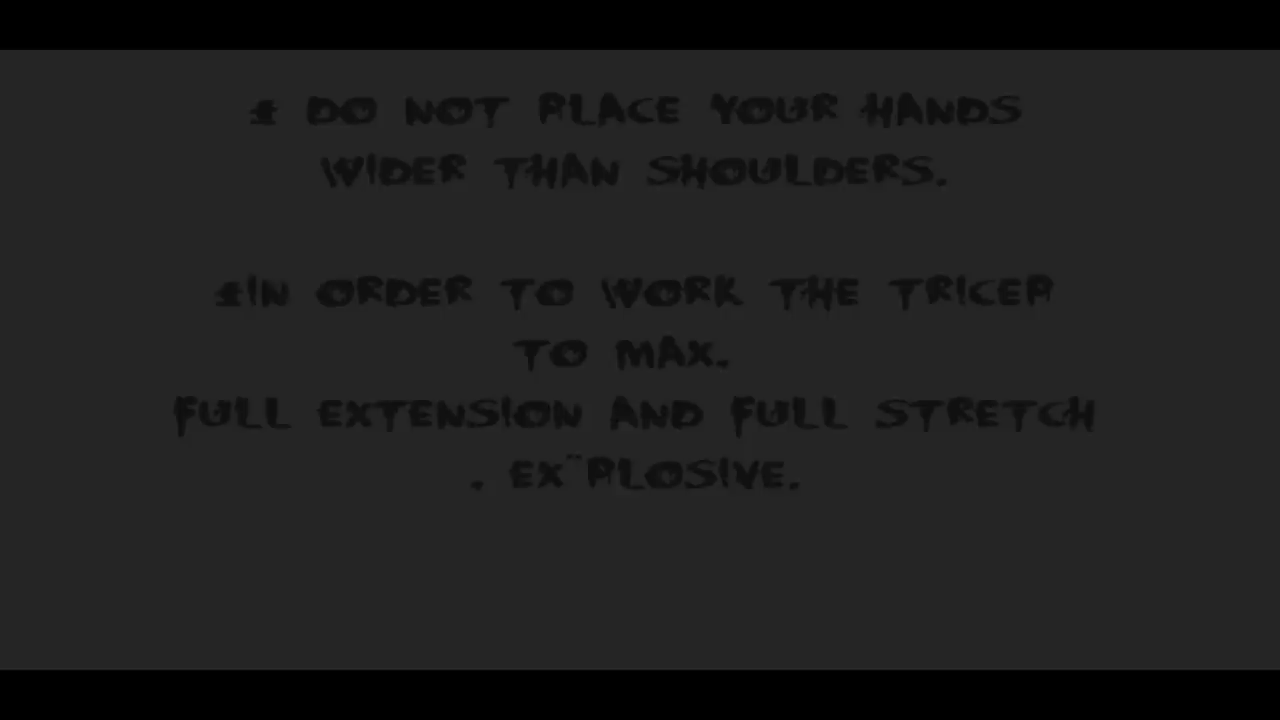 * DO NOT PLACE YOUR HANDS
WIDER THAN SHOULDERS.
*IN ORDER TO WORK THE TRICEP
TO MAX.
FULL EXTENSION AND FULL STRETCH
. EX¨PLOSIVE.